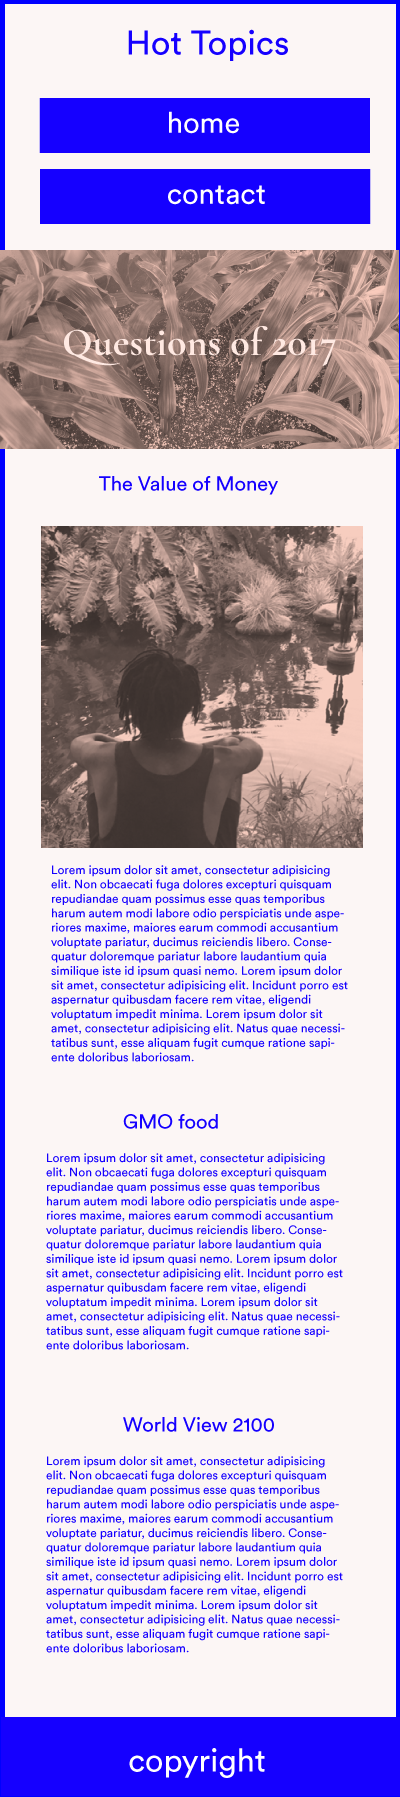 Hot Topics
home
contact
Questions of 2017
The Value of Money
Lorem ipsum dolor sit amet, consectetur adipisicing
elit. Non obcaecati fuga dolores excepturi quisquam
repudiandae quam possimus esse quas temporibus
harum autem modi labore odio perspiciatis unde aspe-
riores maxime, maiores earum commodi accusantium
voluptate pariatur, ducimus reiciendis libero. Conse-
quatur doloremque pariatur labore laudantium quia
similique iste id ipsum quasi nemo. Lorem ipsum dolor
sit amet, consectetur adipisicing elit. Incidunt porro est
aspernatur quibusdam facere rem vitae, eligendi
voluptatum impedit minima. Lorem ipsum dolor sit
amet, consectetur adipisicing elit. Natus quae necessi-
tatibus sunt, esse aliquam fugit cumque ratione sapi-
ente doloribus laboriosam.
GMO food
Lorem ipsum dolor sit amet, consectetur adipisicing
elit. Non obcaecati fuga dolores excepturi quisquam
repudiandae quam possimus esse quas temporibus
harum autem modi labore odio perspiciatis unde aspe-
riores maxime, maiores earum commodi accusantium
voluptate pariatur, ducimus reiciendis libero. Conse-
quatur doloremque pariatur labore laudantium quia
similique iste id ipsum quasi nemo. Lorem ipsum dolor
sit amet, consectetur adipisicing elit. Incidunt porro est
aspernatur quibusdam facere rem vitae, eligendi
voluptatum impedit minima. Lorem ipsum dolor sit
amet, consectetur adipisicing elit. Natus quae necessi-
tatibus sunt, esse aliquam fugit cumque ratione sapi-
ente doloribus laboriosam.
World View 2100
Lorem ipsum dolor sit amet, consectetur adipisicing
elit. Non obcaecati fuga dolores excepturi quisquam
repudiandae quam possimus esse quas temporibus
harum autem modi labore odio perspiciatis unde aspe-
riores maxime, maiores earum commodi accusantium
voluptate pariatur, ducimus reiciendis libero. Conse-
quatur doloremque pariatur labore laudantium quia
similique iste id ipsum quasi nemo. Lorem ipsum dolor
sit amet, consectetur adipisicing elit. Incidunt porro est
aspernatur quibusdam facere rem vitae, eligendi
voluptatum impedit minima. Lorem ipsum dolor sit
amet, consectetur adipisicing elit. Natus quae necessi-
tatibus sunt, esse aliquam fugit cumque ratione sapi-
ente doloribus laboriosam.
copyright